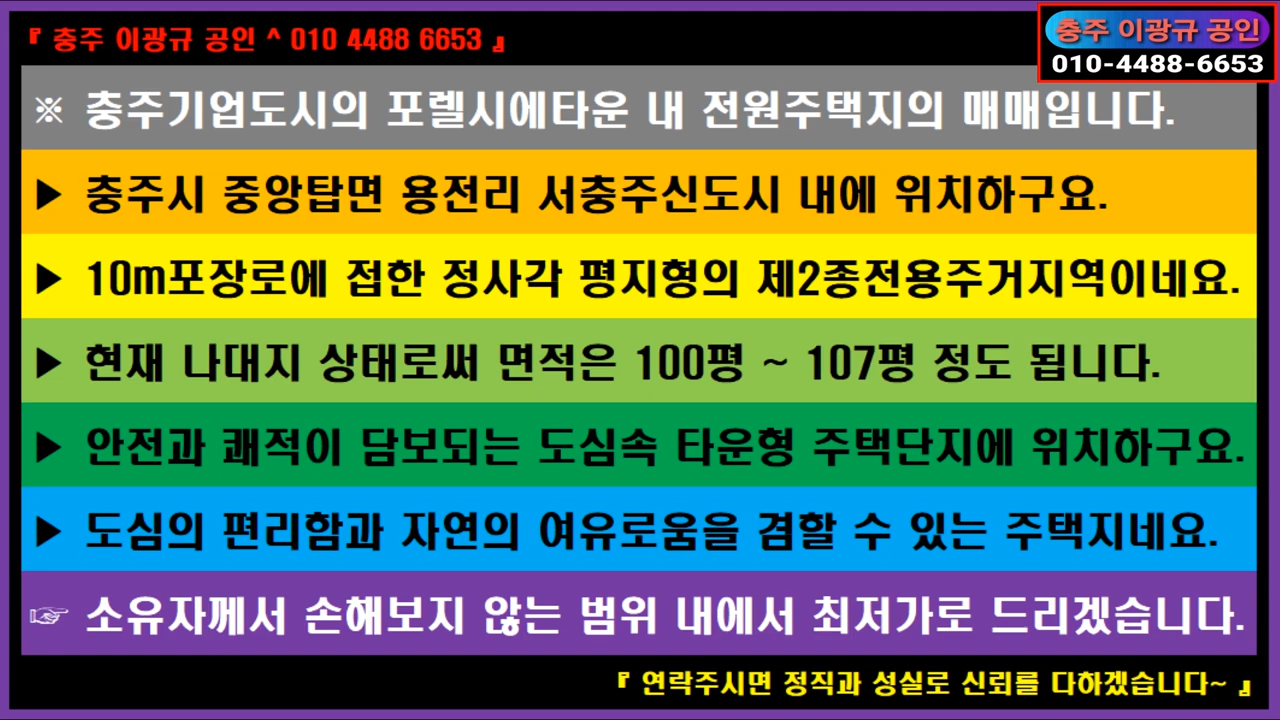 『 충주 이광규 공인 ^ 010 4488 6653 』
충주 이광규 공인
010-4488-6653
※ 충주기업도시의 포렐시에타운 내 전원주택지의 매매입니다.
▶ 충주시 중앙탑면 용전리 서충주신도시 내에 위치하구요.
▶ 10m포장로에 접한 정사각 평지형의 제2종전용주거지역이네요.
▶ 현재 나대지 상태로써 면적은 100평 ~ 107평 정도 됩니다.
▶ 안전과 쾌적이 담보되는 도심속 타운형 주택단지에 위치하구요.
▶ 도심의 편리함과 자연의 여유로움을 겸할 수 있는 주택지네요.
☞ 소유자께서 손해보지 않는 범위 내에서 최저가로 드리겠습니다.
『 연락주시면 정직과 성실로 신뢰를 다하겠습니다~ 』